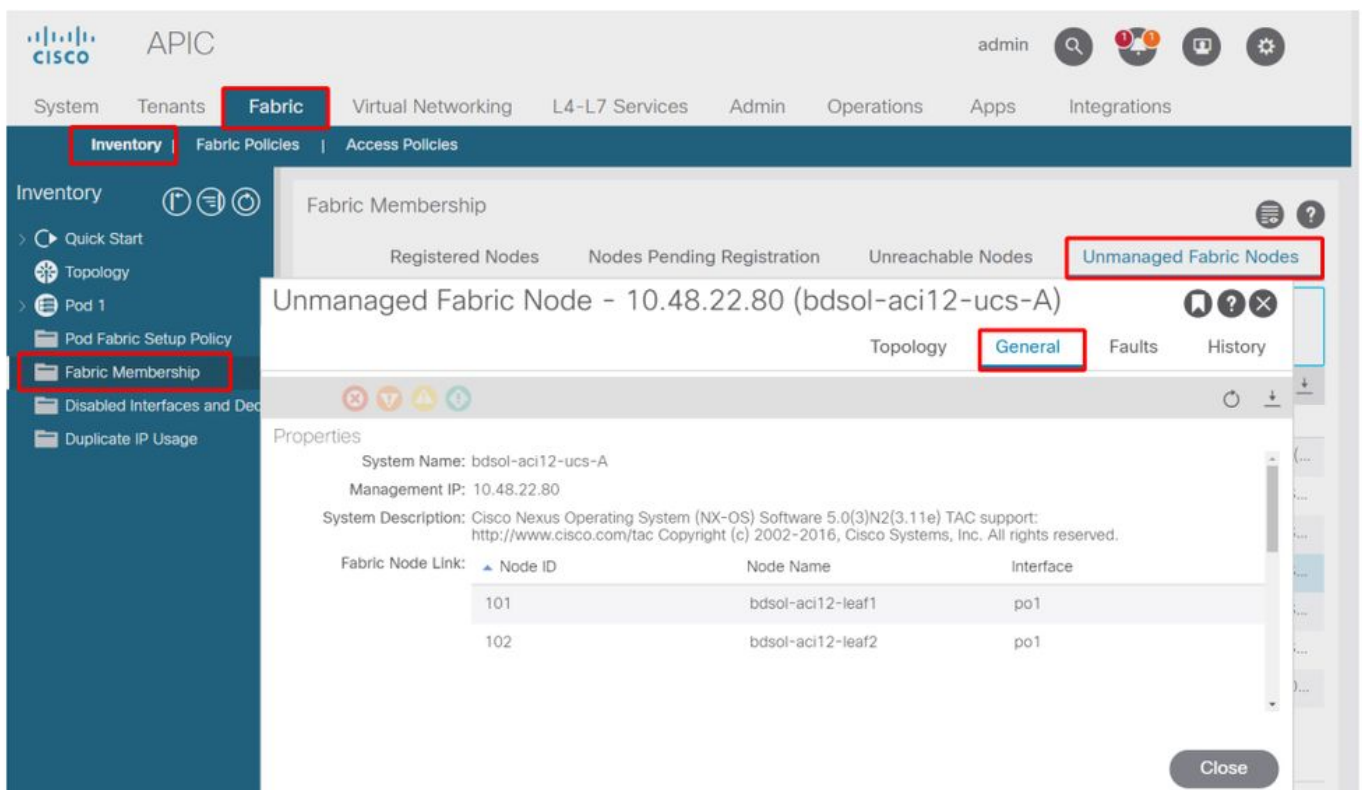 CISCO APIC admin 1 1
System Tenants Fabric Virtual Networking L4-L7 Services Admin Operations Apps Integrations
Inventory | Fabric Policies | Access Policies
Inventory
Quick Start
Topology
Pod 1
Pod Fabric Setup Policy
Fabric Membership
Disabled Interfaces and Dec
Duplicate IP Usage
Fabric Membership
Registered Nodes Nodes Pending Registration Unreachable Nodes Unmanaged Fabric Nodes
Unmanaged Fabric Node - 10.48.22.80 (bdsol-aci12-ucs-A)
Topology General Faults History
Properties
System Name: bdsol-aci12-ucs-A
Management IP: 10.48.22.80
System Description: Cisco Nexus Operating System (NX-OS) Software 5.0(3)N2(3.11e) TAC support:
http://www.cisco.com/tac Copyright (c) 2002-2016, Cisco Systems, Inc. All rights reserved.
Fabric Node Link: Node ID Node Name Interface
101 bdsol-aci12-leaf1 po1
102 bdsol-aci12-leaf2 po1
Close